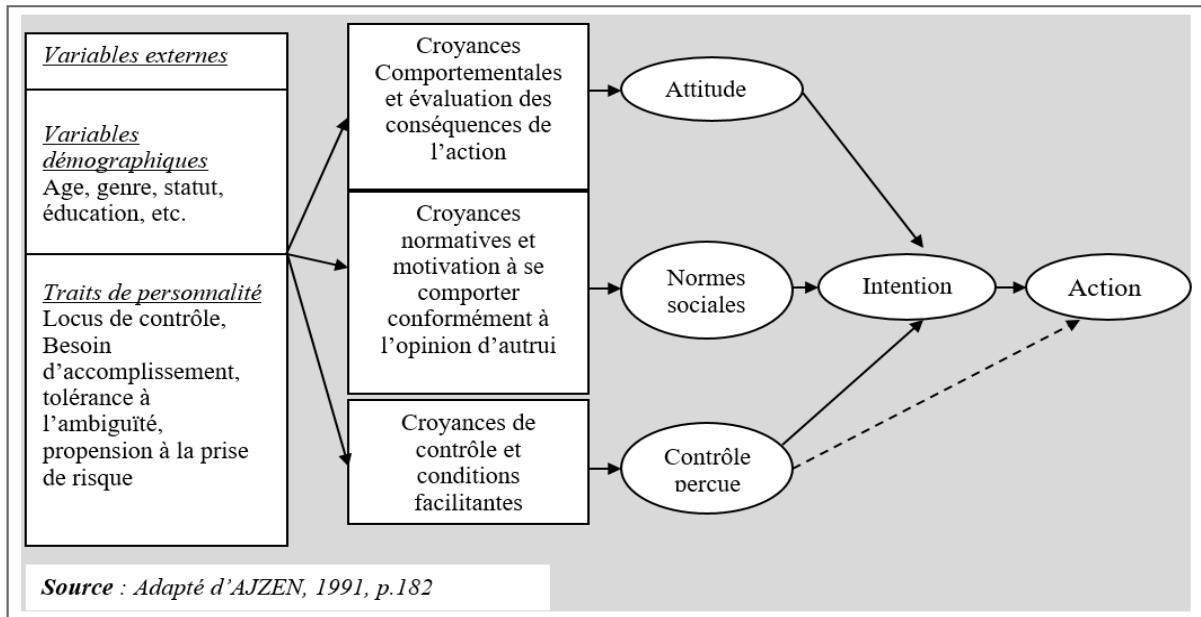 Variables externes
Variables
démographiques
Age, genre, statut,
éducation, etc.
Traits de personnalité
Locus de contrôle,
Besoin
d’accomplissement,
tolérance à
l’ambiguïté,
propension à la prise
de risque
Croyances
Comportementales
et évaluation des
conséquences de
l’action
Croyances
normatives et
motivation à se
comporter
conformément à
l’opinion d’autrui
Croyances de
contrôle et
conditions
facilitantes
Attitude
Normes
sociales
Contrôle
perçue
Intention
Action
Source : Adapté d’AJZEN, 1991, p.182